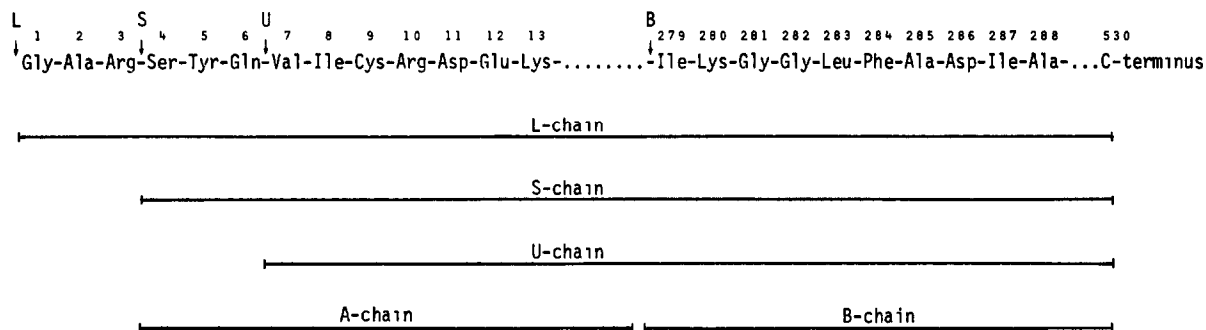 L S U B
1 2 3 4 5 6 7 8 9 10 11 12 13 279 280 281 282 283 284 285 286 287 288 530
Gly-Ala-Arg-Ser-Tyr-Gln-Val-Ile-Cys-Arg-Asp-Glu-Lys-........-Ile-Lys-Gly-Gly-Leu-Phe-Ala-Asp-Ile-Ala-...C-terminus
L-chain
S-chain
U-chain
A-chain B-chain